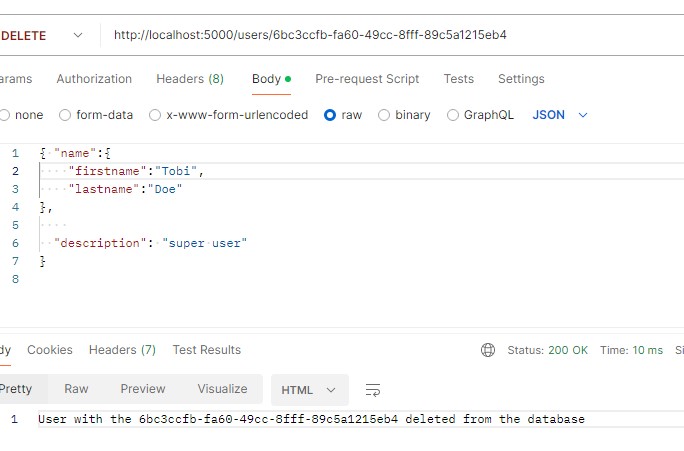 DELETE http://localhost:5000/users/6bc3ccfb-fa60-49cc-8fff-89c5a1215eb4
arams Authorization Headers (8) Body Pre-request Script Tests Settings
none form-data x-www-form-urlencoded raw binary GraphQL JSON
1 { "name":{
2 "firstname":"Tobi",
3 "lastname":"Doe"
4 },
5
6 "description": "super user"
7 }
8
dy Cookies Headers (7) Test Results Status: 200 OK Time: 10 ms Si
Pretty Raw Preview Visualize HTML
1 User with the 6bc3ccfb-fa60-49cc-8fff-89c5a1215eb4 deleted from the database